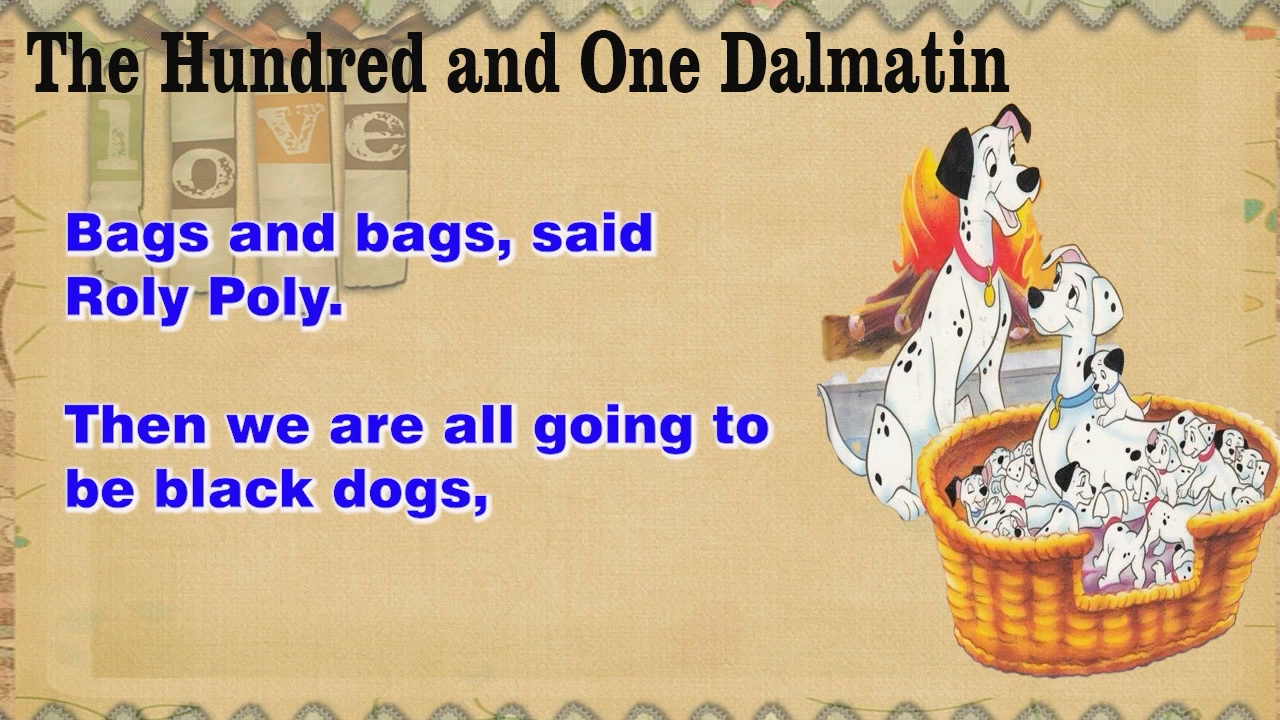 The Hundred and One Dalmatin
love
Bags and bags, said
Roly Poly.
Then we are all going to
be black dogs,